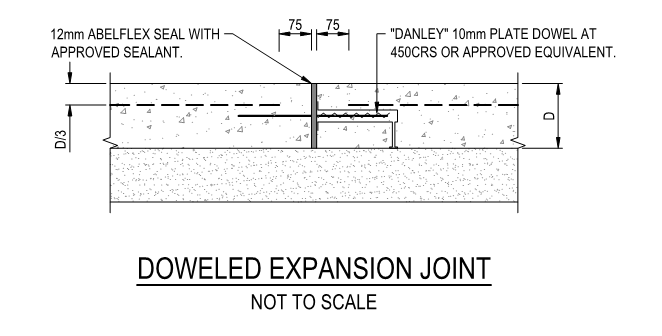 12mm ABELFLEX SEAL WITH
APPROVED SEALANT.
75
75
"DANLEY" 10mm PLATE DOWEL AT
450CRS OR APPROVED EQUIVALENT.
D/3
D
DOWELED EXPANSION JOINT
NOT TO SCALE